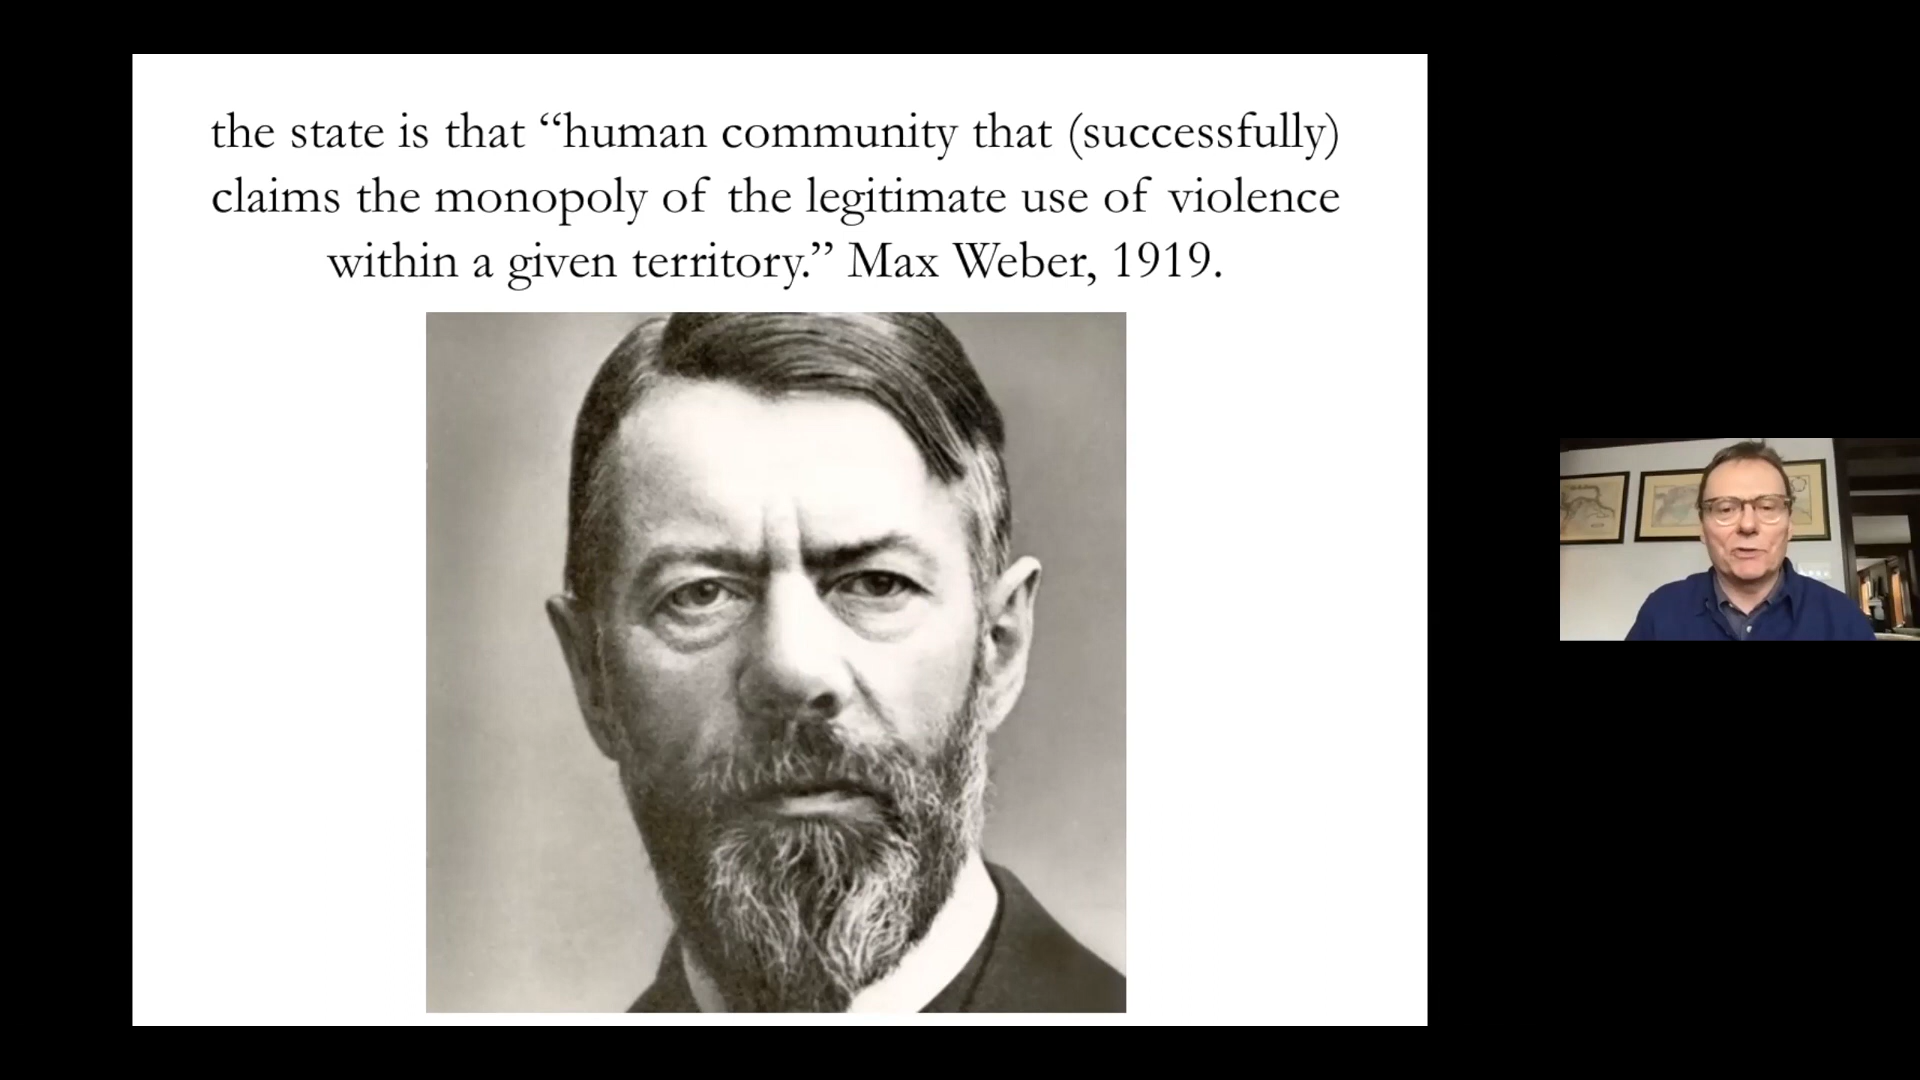 the state is that “human community that (successfully)
claims the monopoly of the legitimate use of violence
within a given territory.” Max Weber, 1919.